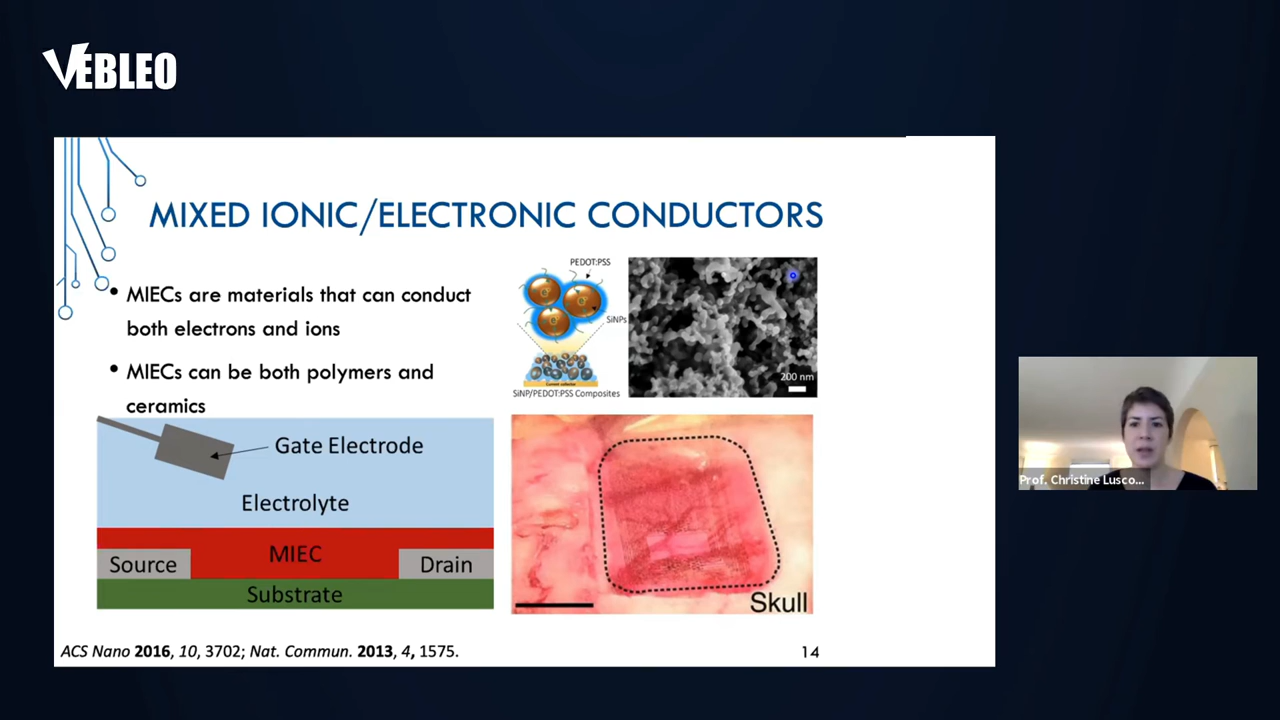 VEBLEO
MIXED IONIC/ELECTRONIC CONDUCTORS
• MIECs are materials that can conduct
both electrons and ions
• MIECs can be both polymers and
ceramics
PEDOT:PSS
e⁻
e⁻
e⁻
SiNPs
Current collector
SiNP/PEDOT:PSS Composites
200 nm
Gate Electrode
Electrolyte
MIEC
Source
Drain
Substrate
Skull
ACS Nano 2016, 10, 3702; Nat. Commun. 2013, 4, 1575.
14
Prof. Christine Lusco...